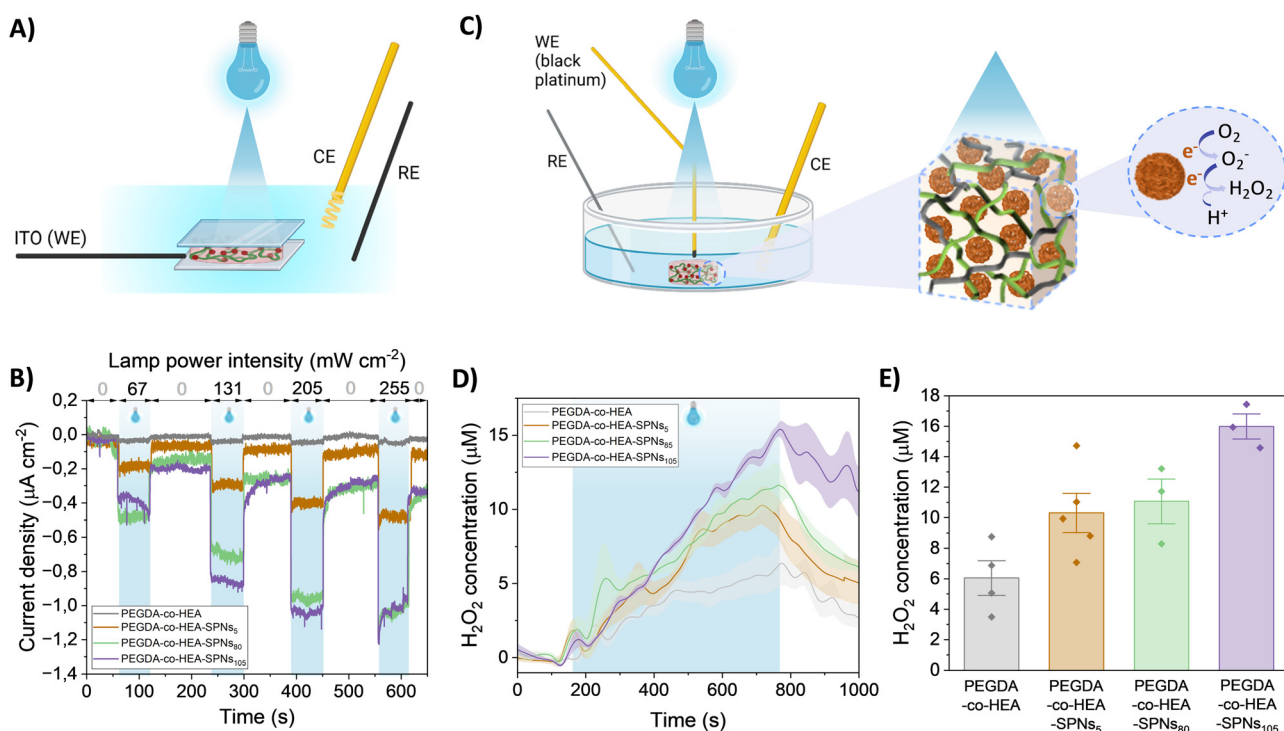 A)
CE
RE
ITO (WE)
C)
WE
(black
platinum)
RE
CE
e-
e-
O2
O2-
H2O2
H+
B)
Lamp power intensity (mW cm-2)
0 67 0 131 0 205 0 255 0
0,2
0,0
−0,2
−0,4
−0,6
−0,8
−1,0
−1,2
−1,4
Current density (μA cm-2)
PEGDA-co-HEA
PEGDA-co-HEA-SPNs5
PEGDA-co-HEA-SPNs80
PEGDA-co-HEA-SPNs105
0 100 200 300 400 500 600
Time (s)
D)
H2O2 concentration (μM)
15
10
5
0
PEGDA-co-HEA
PEGDA-co-HEA-SPNs5
PEGDA-co-HEA-SPNs85
PEGDA-co-HEA-SPNs105
0 200 400 600 800 1000
Time (s)
E)
H2O2 concentration (μM)
18
16
14
12
10
8
6
4
2
0
PEGDA
-co-HEA
PEGDA
-co-HEA
-SPNs5
PEGDA
-co-HEA
-SPNs80
PEGDA
-co-HEA
-SPNs105